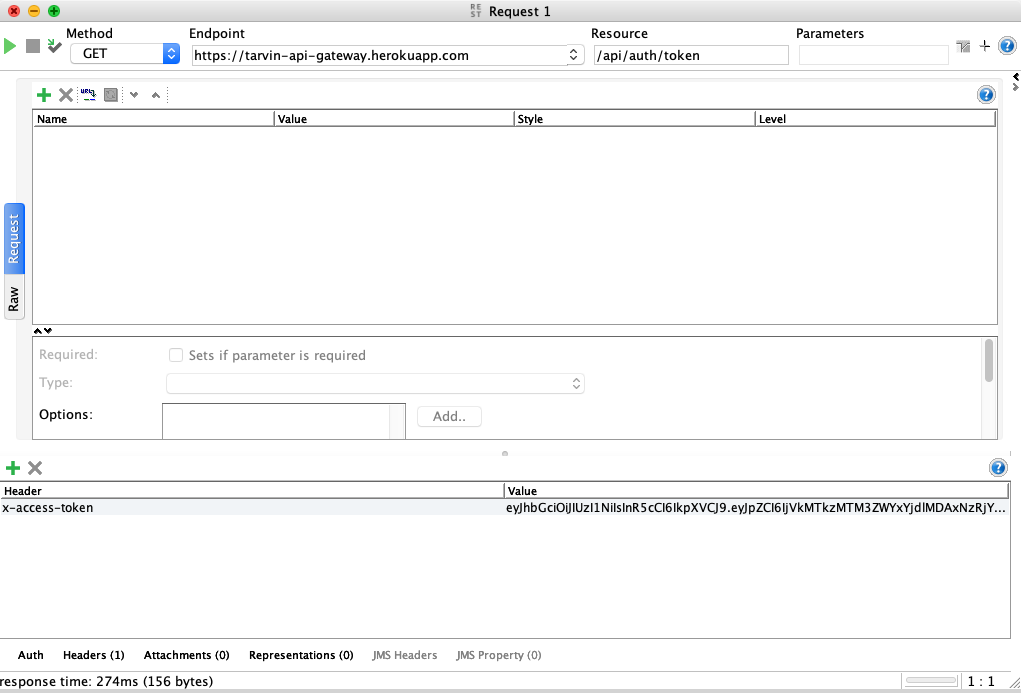 REST Request 1
Method Endpoint Resource Parameters
GET https://tarvin-api-gateway.herokuapp.com /api/auth/token
Name Value Style Level
Request
Raw
Required: Sets if parameter is required
Type:
Options: Add..
Header Value
x-access-token eyJhbGciOiJIUzI1NiIsInR5cCI6IkpXVCJ9.eyJpZCI6IjVkMTkzMTM3ZWYxYjdlMDAxNzRjY...
Auth Headers (1) Attachments (0) Representations (0) JMS Headers JMS Property (0)
response time: 274ms (156 bytes) 1 : 1